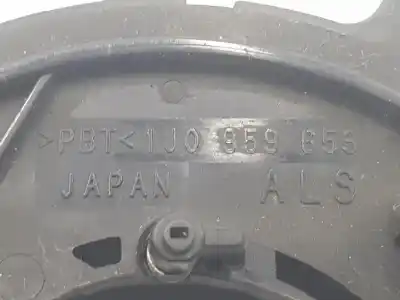 >PBT< 1J0 959 653
JAPAN ALS